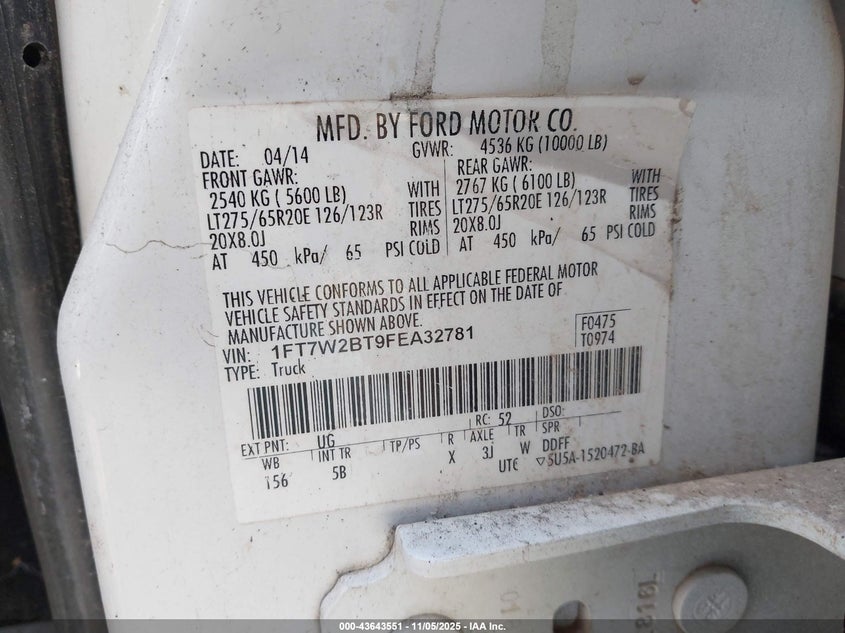 MFD. BY FORD MOTOR CO.
DATE: 04/14 GVWR: 4536 KG (10000 LB)
FRONT GAWR: REAR GAWR:
2540 KG ( 5600 LB) WITH 2767 KG ( 6100 LB) WITH
LT275/65R20E 126/123R TIRES LT275/65R20E 126/123R TIRES
20X8.0J RIMS 20X8.0J RIMS
AT 450 kPa/ 65 PSI COLD AT 450 kPa/ 65 PSI COLD
THIS VEHICLE CONFORMS TO ALL APPLICABLE FEDERAL MOTOR
VEHICLE SAFETY STANDARDS IN EFFECT ON THE DATE OF
MANUFACTURE SHOWN ABOVE.
VIN: 1FT7W2BT9FEA32781 F0475
TYPE: Truck T0974
EXT PNT: UG RC: 52 DSO:
WB INT TR TP/PS R AXLE TR SPR
156 5B X 3J W DDFF
UTC ▽5U5A-1520472-BA
01 818L
000-43643551 | 11/05/2025 - IAA Inc.